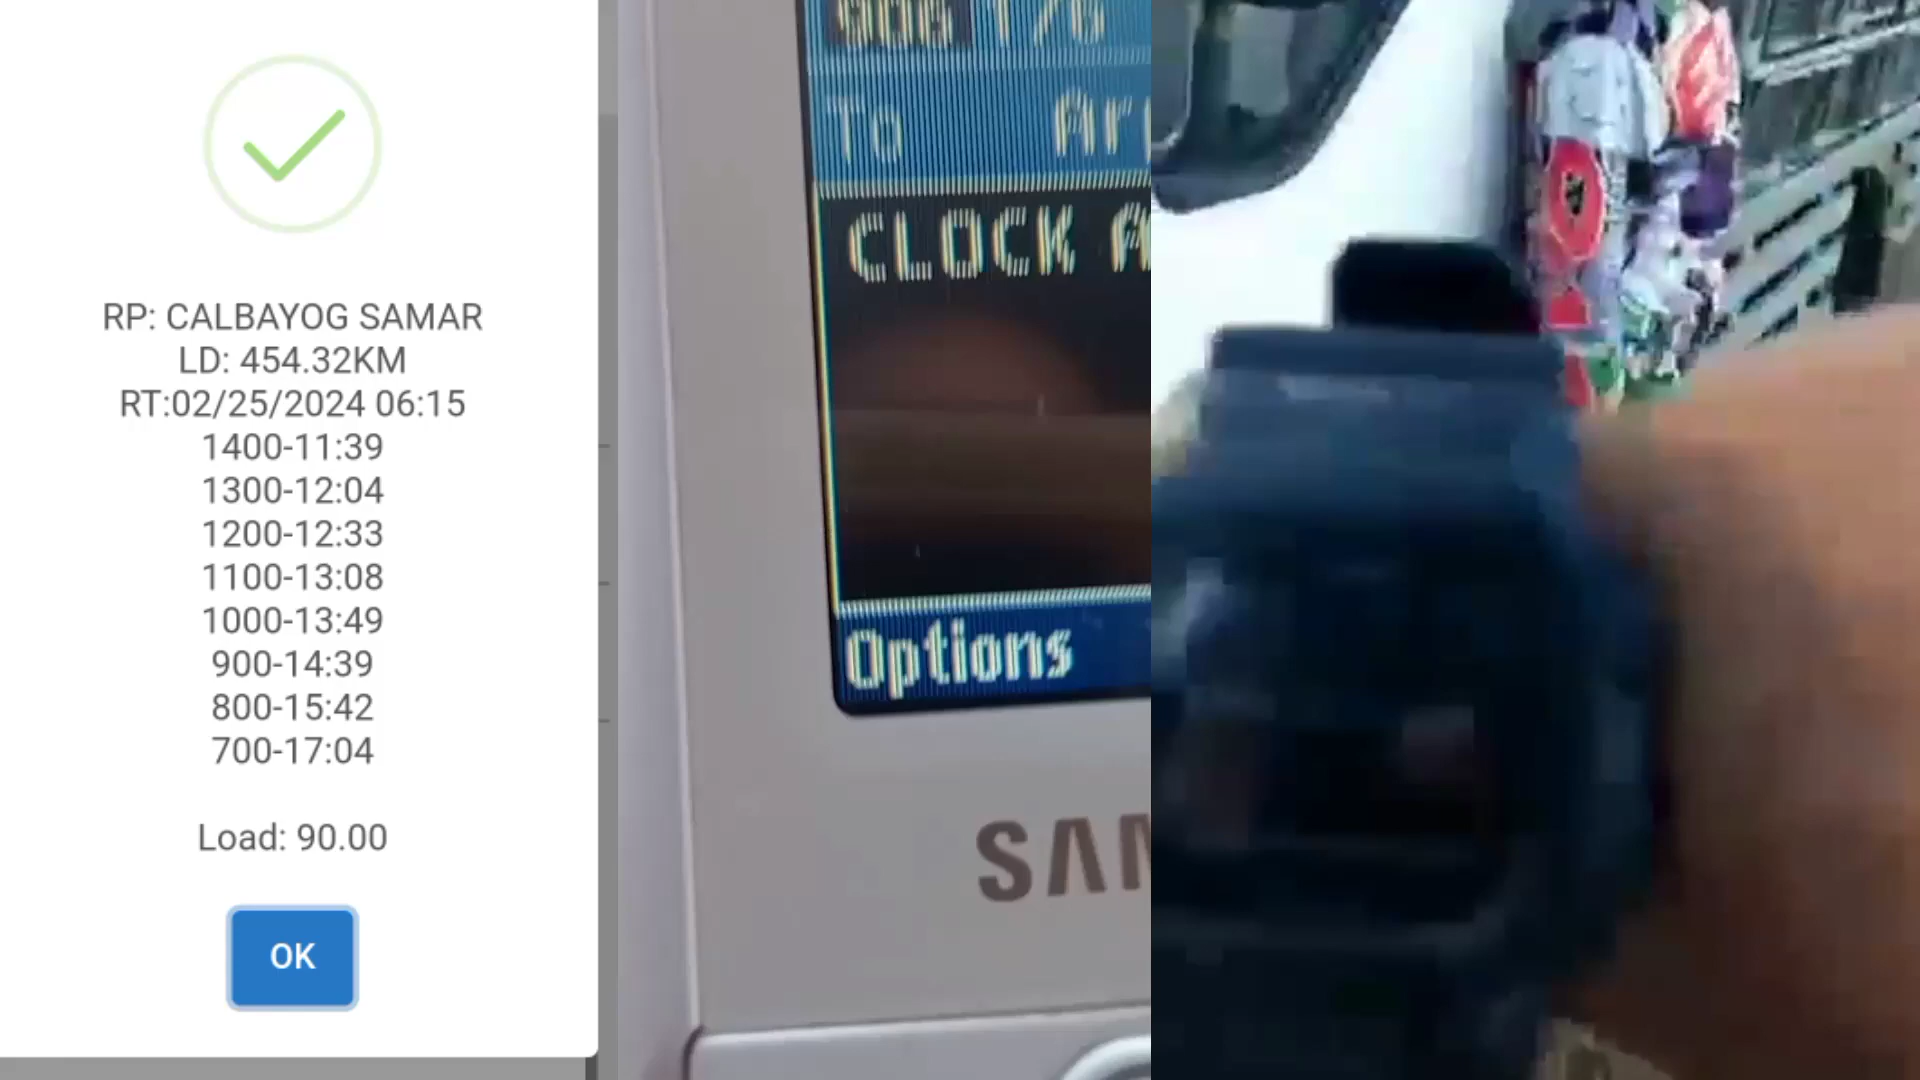 RP: CALBAYOG SAMAR
LD: 454.32KM
RT:02/25/2024 06:15
1400-11:39
1300-12:04
1200-12:33
1100-13:08
1000-13:49
900-14:39
800-15:42
700-17:04
Load: 90.00
OK
To
CLOCK
Options